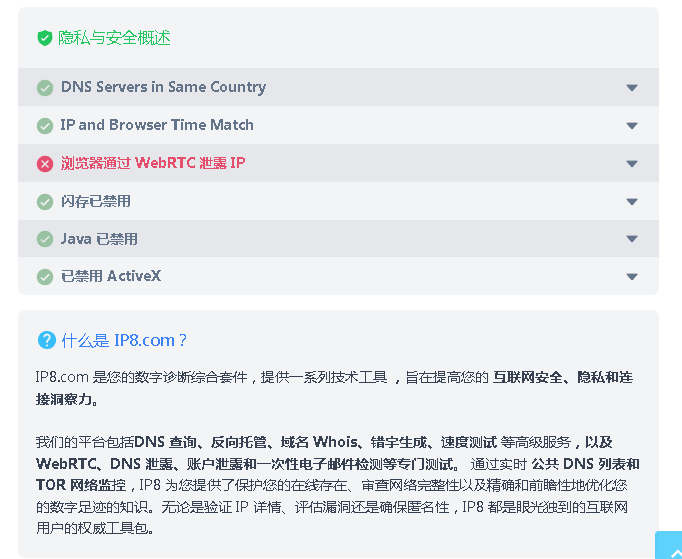 隐私与安全概述
DNS Servers in Same Country
IP and Browser Time Match
浏览器通过 WebRTC 泄露 IP
闪存已禁用
Java 已禁用
已禁用 ActiveX
什么是 IP8.com？
IP8.com 是您的数字诊断综合套件，提供一系列技术工具 ，旨在提高您的 互联网安全、隐私和连
接洞察力。
我们的平台包括DNS 查询、反向托管、域名 Whois、错字生成、速度测试 等高级服务，以及
WebRTC、DNS 泄露、账户泄露和一次性电子邮件检测等专门测试。 通过实时 公共 DNS 列表和
TOR 网络监控，IP8 为您提供了保护您的在线存在、审查网络完整性以及精确和前瞻性地优化您
的数字足迹的知识。无论是验证 IP 详情、评估漏洞还是确保匿名性，IP8 都是眼光独到的互联网
用户的权威工具包。